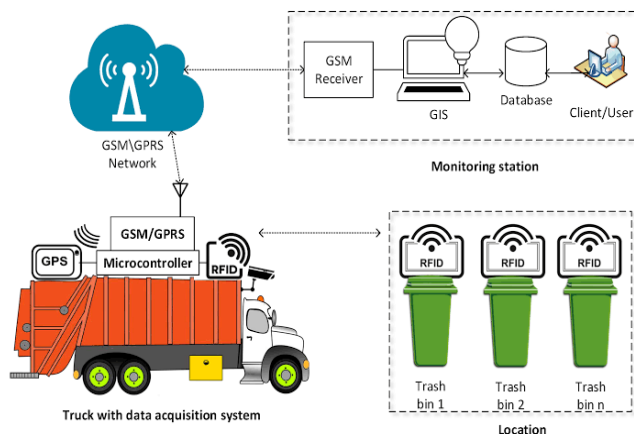 GSM
Receiver
GIS
Database
Client/User
Monitoring station
GSM\GPRS
Network
GSM/GPRS
GPS
Microcontroller
RFID
Truck with data acquisition system
RFID
RFID
RFID
Trash
bin 1
Trash
bin 2
Trash
bin n
Location